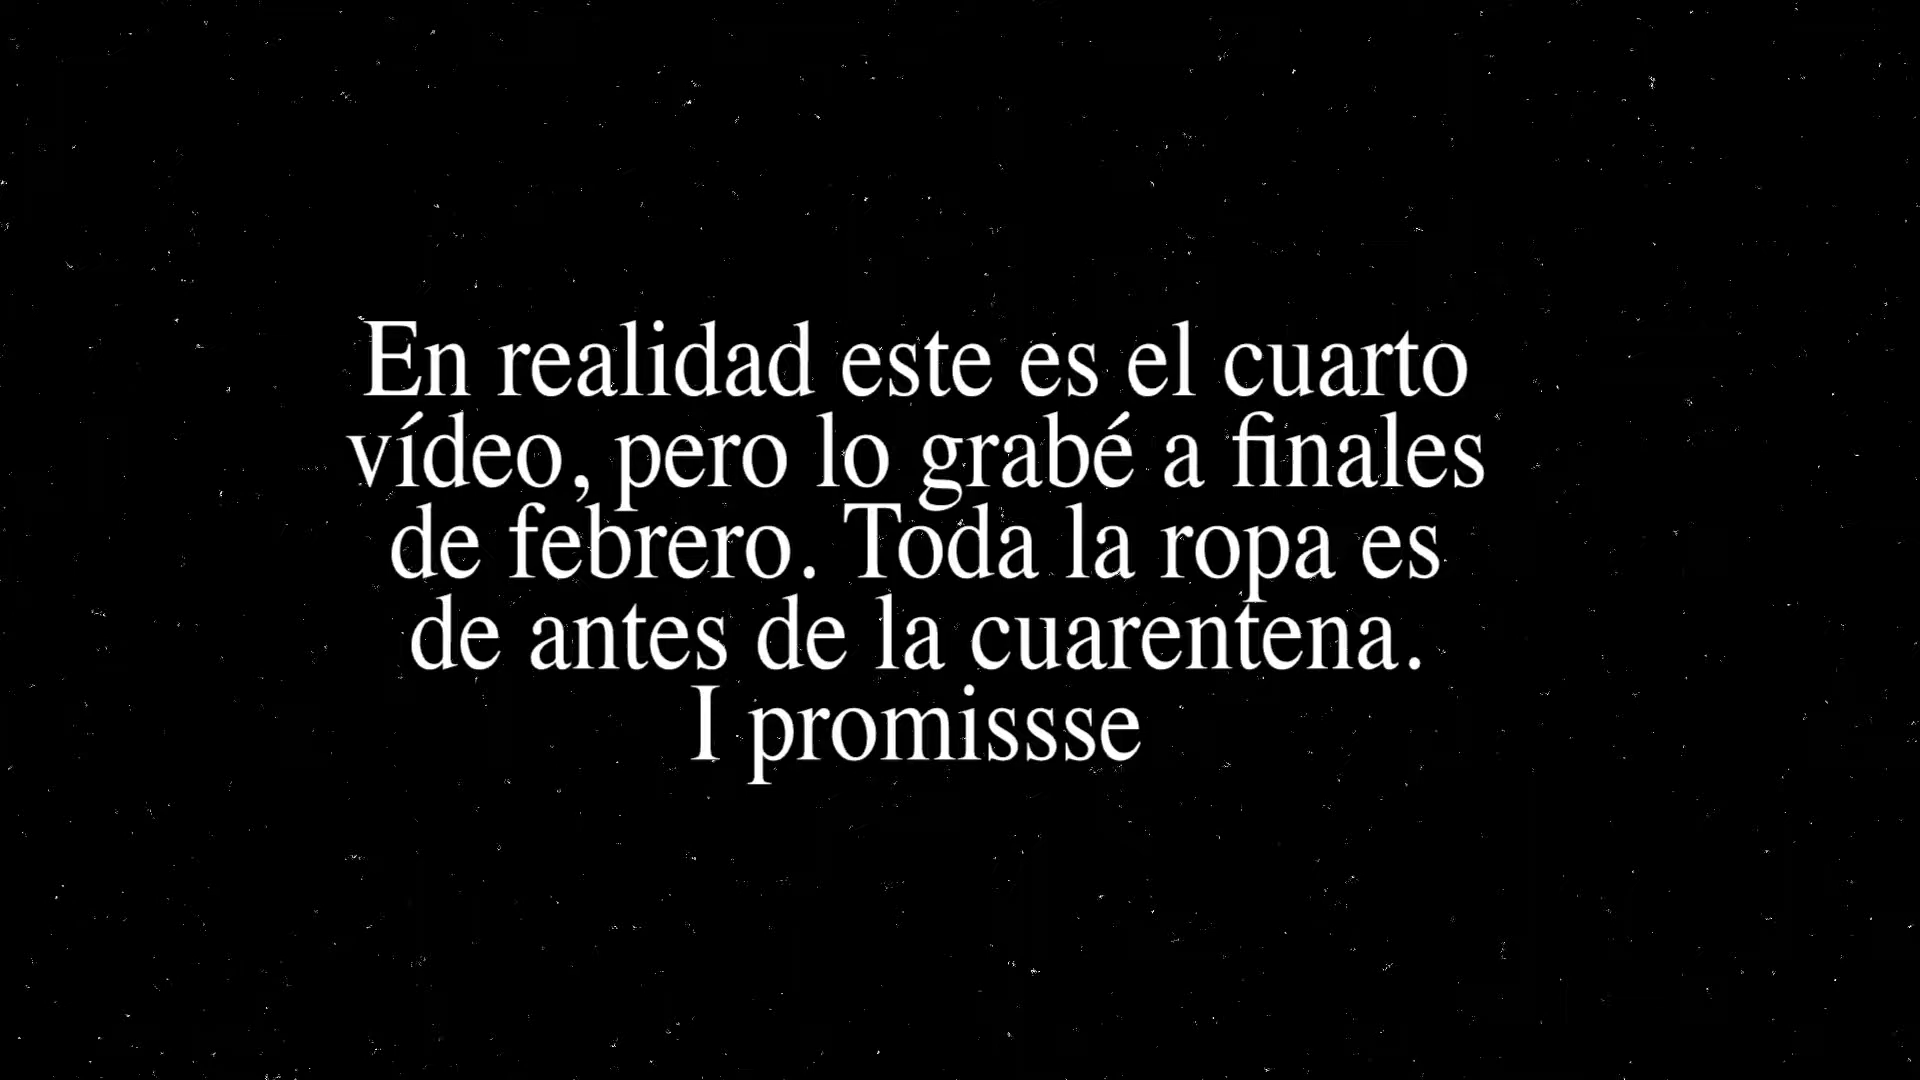 En realidad este es el cuarto
vídeo, pero lo grabé a finales
de febrero. Toda la ropa es
de antes de la cuarentena.
I promissse